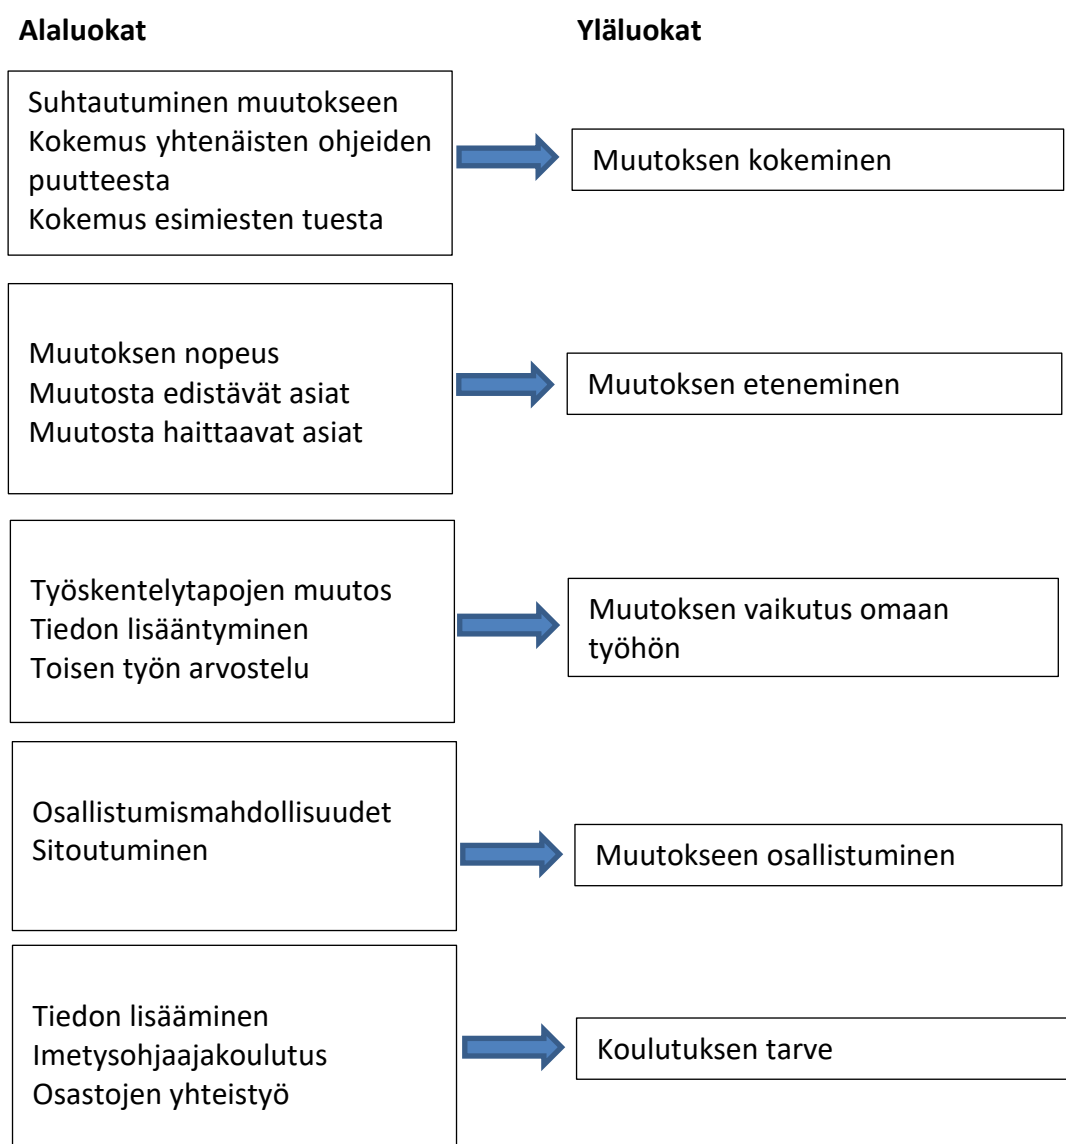 Alaluokat
Yläluokat
Suhtautuminen muutokseen
Kokemus yhtenäisten ohjeiden
puutteesta
Kokemus esimiesten tuesta
Muutoksen kokeminen
Muutoksen nopeus
Muutosta edistävät asiat
Muutosta haittaavat asiat
Muutoksen eteneminen
Työskentelytapojen muutos
Tiedon lisääntyminen
Toisen työn arvostelu
Muutoksen vaikutus omaan
työhön
Osallistumismahdollisuudet
Sitoutuminen
Muutokseen osallistuminen
Tiedon lisääminen
Imetysohjaajakoulutus
Osastojen yhteistyö
Koulutuksen tarve